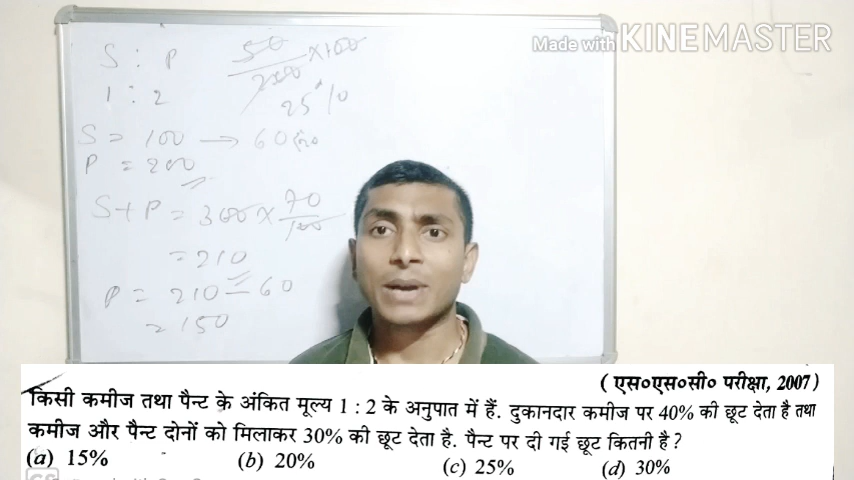 Made with KINEMASTER
S : P
1 : 2
50/200 × 100
25%
S = 100 → 60
P = 200
S + P = 300 × 70/100
= 210
P = 210 - 60
= 150
( एस०एस०सी० परीक्षा, 2007 )
किसी कमीज तथा पैन्ट के अंकित मूल्य 1 : 2 के अनुपात में हैं. दुकानदार कमीज पर 40% की छूट देता है तथा
कमीज और पैन्ट दोनों को मिलाकर 30% की छूट देता है. पैन्ट पर दी गई छूट कितनी है ?
(a) 15% (b) 20% (c) 25% (d) 30%